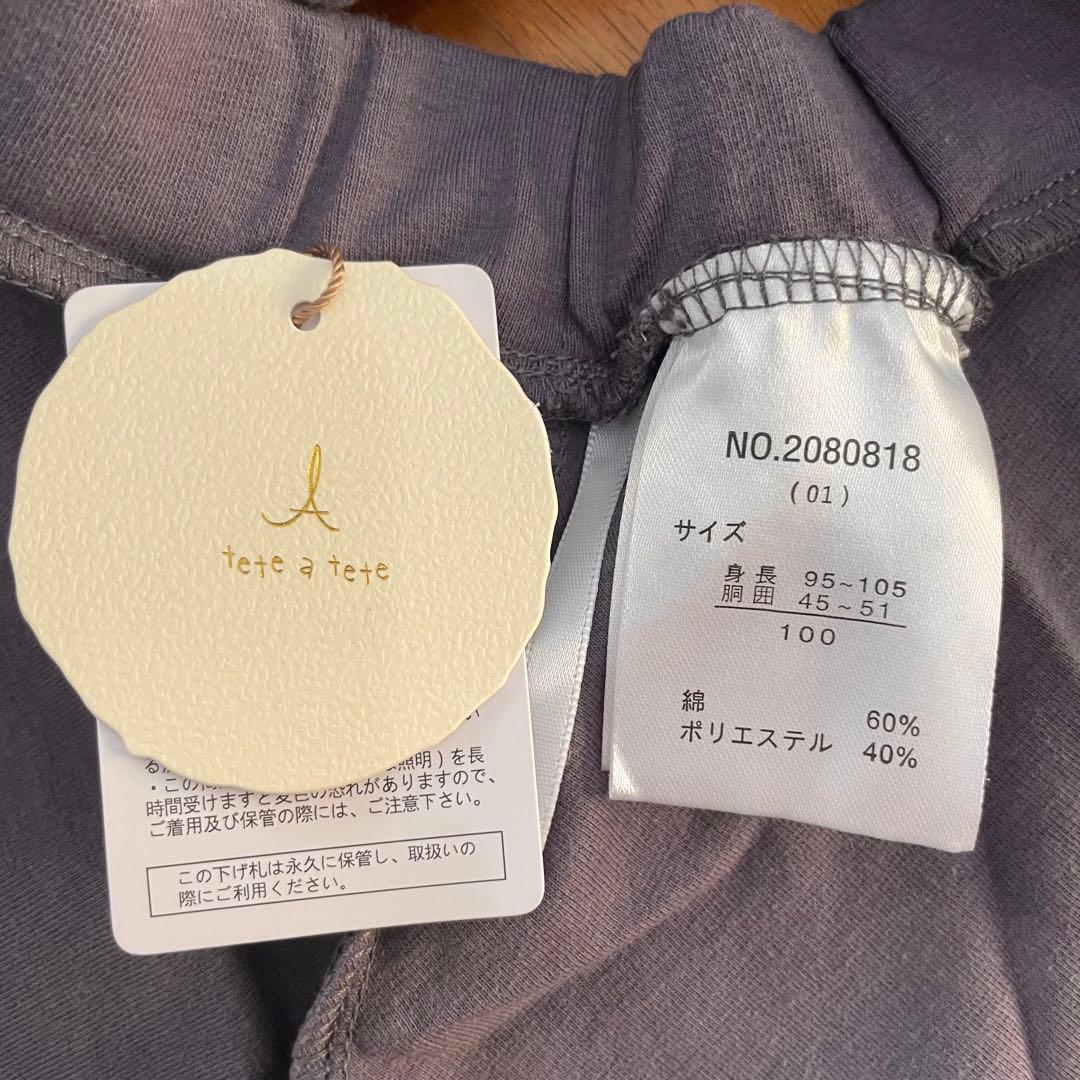 tete a tete
照明)を長
・この
時間受けますと変色の恐れがありますので、
ご着用及び保管の際には、ご注意下さい。
この下げ札は永久に保管し、取扱いの
際にご利用ください。
NO.2080818
(01)
サイズ
身長 95~105
胴囲 45~51
100
綿 60%
ポリエステル 40%